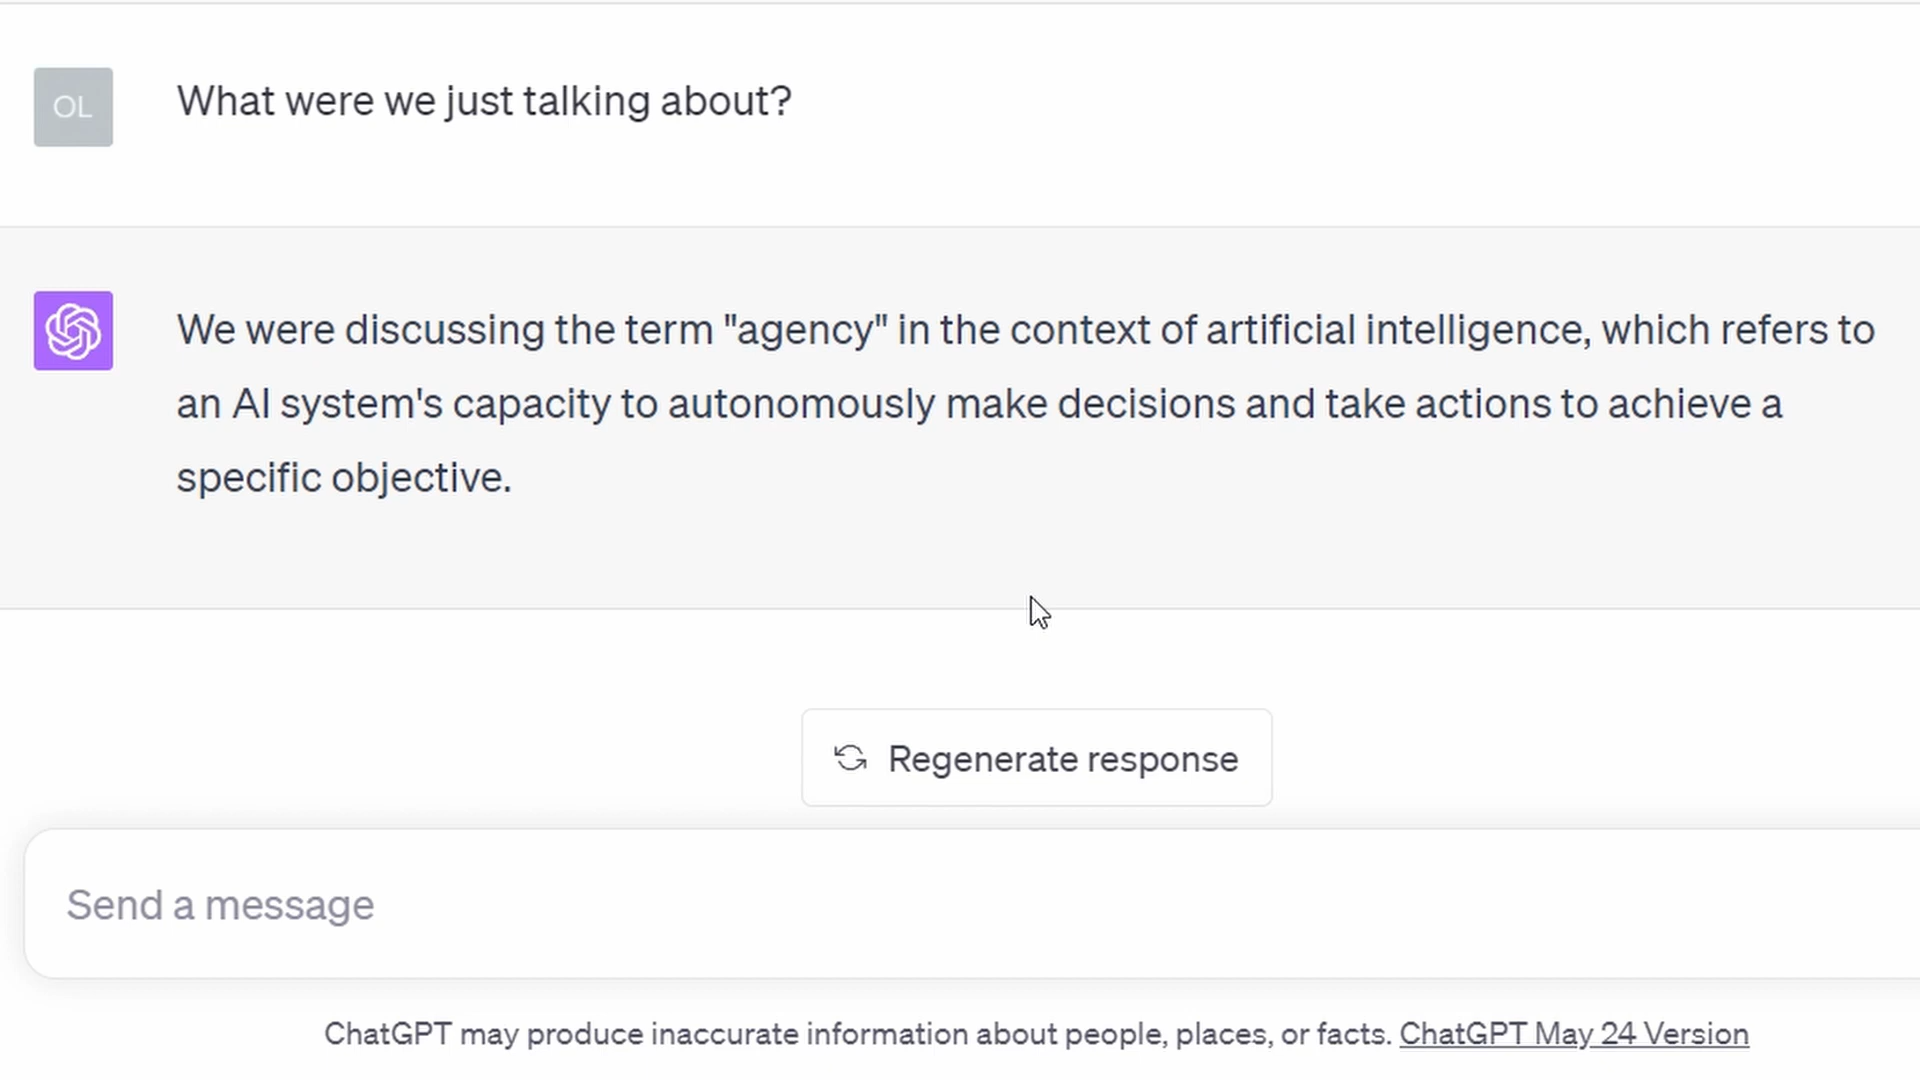 OL
What were we just talking about?
We were discussing the term "agency" in the context of artificial intelligence, which refers to
an AI system's capacity to autonomously make decisions and take actions to achieve a
specific objective.
Regenerate response
Send a message
ChatGPT may produce inaccurate information about people, places, or facts. ChatGPT May 24 Version